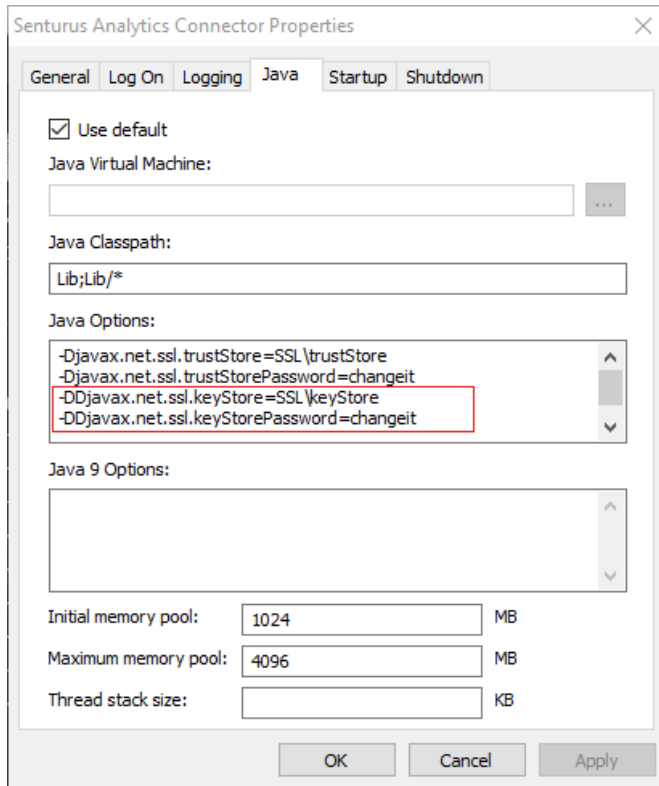 Senturus Analytics Connector Properties
General Log On Logging Java Startup Shutdown
Use default
Java Virtual Machine:
...
Java Classpath:
Lib;Lib/*
Java Options:
-Djavax.net.ssl.trustStore=SSL\trustStore
-Djavax.net.ssl.trustStorePassword=changeit
-DDjavax.net.ssl.keyStore=SSL\keyStore
-DDjavax.net.ssl.keyStorePassword=changeit
Java 9 Options:
Initial memory pool: 1024 MB
Maximum memory pool: 4096 MB
Thread stack size: KB
OK Cancel Apply